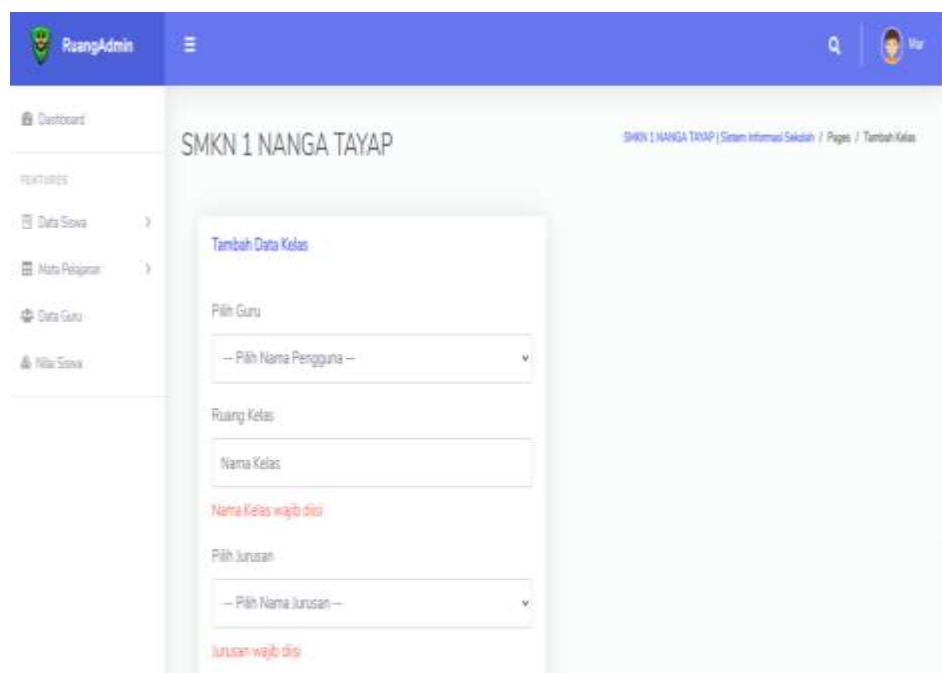 RuangAdmin
Mar
Dashboard
SMKN 1 NANGA TAYAP
SMKN 1 NANGA TAYAP | Sistem Informasi Sekolah / Pages / Tambah Kelas
FEATURES
Data Siswa
Mata Pelajaran
Data Guru
Nilai Siswa
Tambah Data Kelas
Pilih Guru
-- Pilih Nama Pengguna --
Ruang Kelas
Nama Kelas
Nama Kelas wajib diisi
Pilih Jurusan
-- Pilih Nama Jurusan --
Jurusan wajib diisi